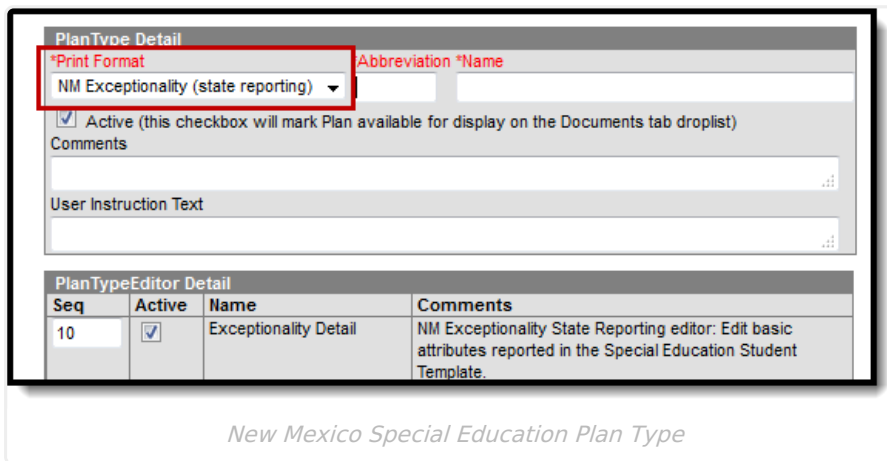 PlanType Detail
*Print Format *Abbreviation *Name
NM Exceptionality (state reporting)
Active (this checkbox will mark Plan available for display on the Documents tab droplist)
Comments
User Instruction Text
PlanTypeEditor Detail
Seq Active Name Comments
10 Exceptionality Detail NM Exceptionality State Reporting editor: Edit basic
attributes reported in the Special Education Student
Template.
New Mexico Special Education Plan Type